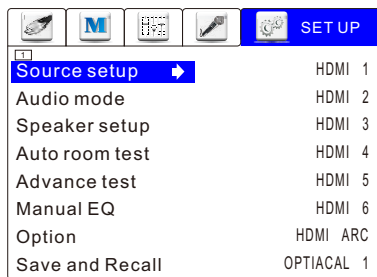 M SET UP
1
Source setup HDMI 1
Audio mode HDMI 2
Speaker setup HDMI 3
Auto room test HDMI 4
Advance test HDMI 5
Manual EQ HDMI 6
Option HDMI ARC
Save and Recall OPTIACAL 1